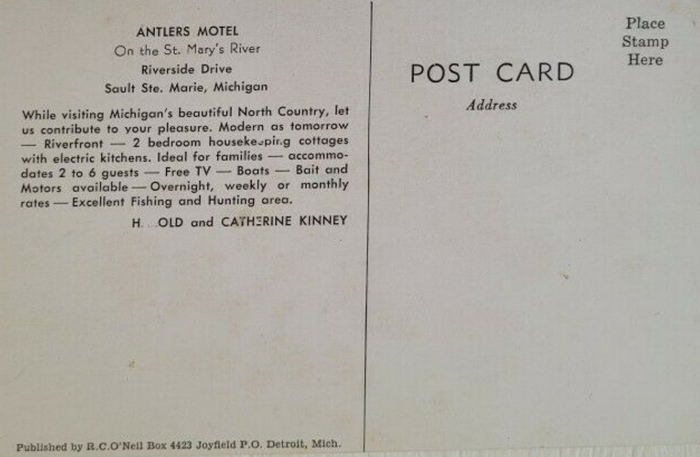 ANTLERS MOTEL
On the St. Mary's River
Riverside Drive
Sault Ste. Marie, Michigan
While visiting Michigan's beautiful North Country, let
us contribute to your pleasure. Modern as tomorrow
— Riverfront — 2 bedroom housekeeping cottages
with electric kitchens. Ideal for families — accommo-
dates 2 to 6 guests — Free TV — Boats — Bait and
Motors available — Overnight, weekly or monthly
rates — Excellent Fishing and Hunting area.
and CATHERINE KINNEY
Published by R.C.O'Neil Box 4423 Joyfield P.O. Detroit, Mich.
POST CARD
Address
Place
Stamp
Here